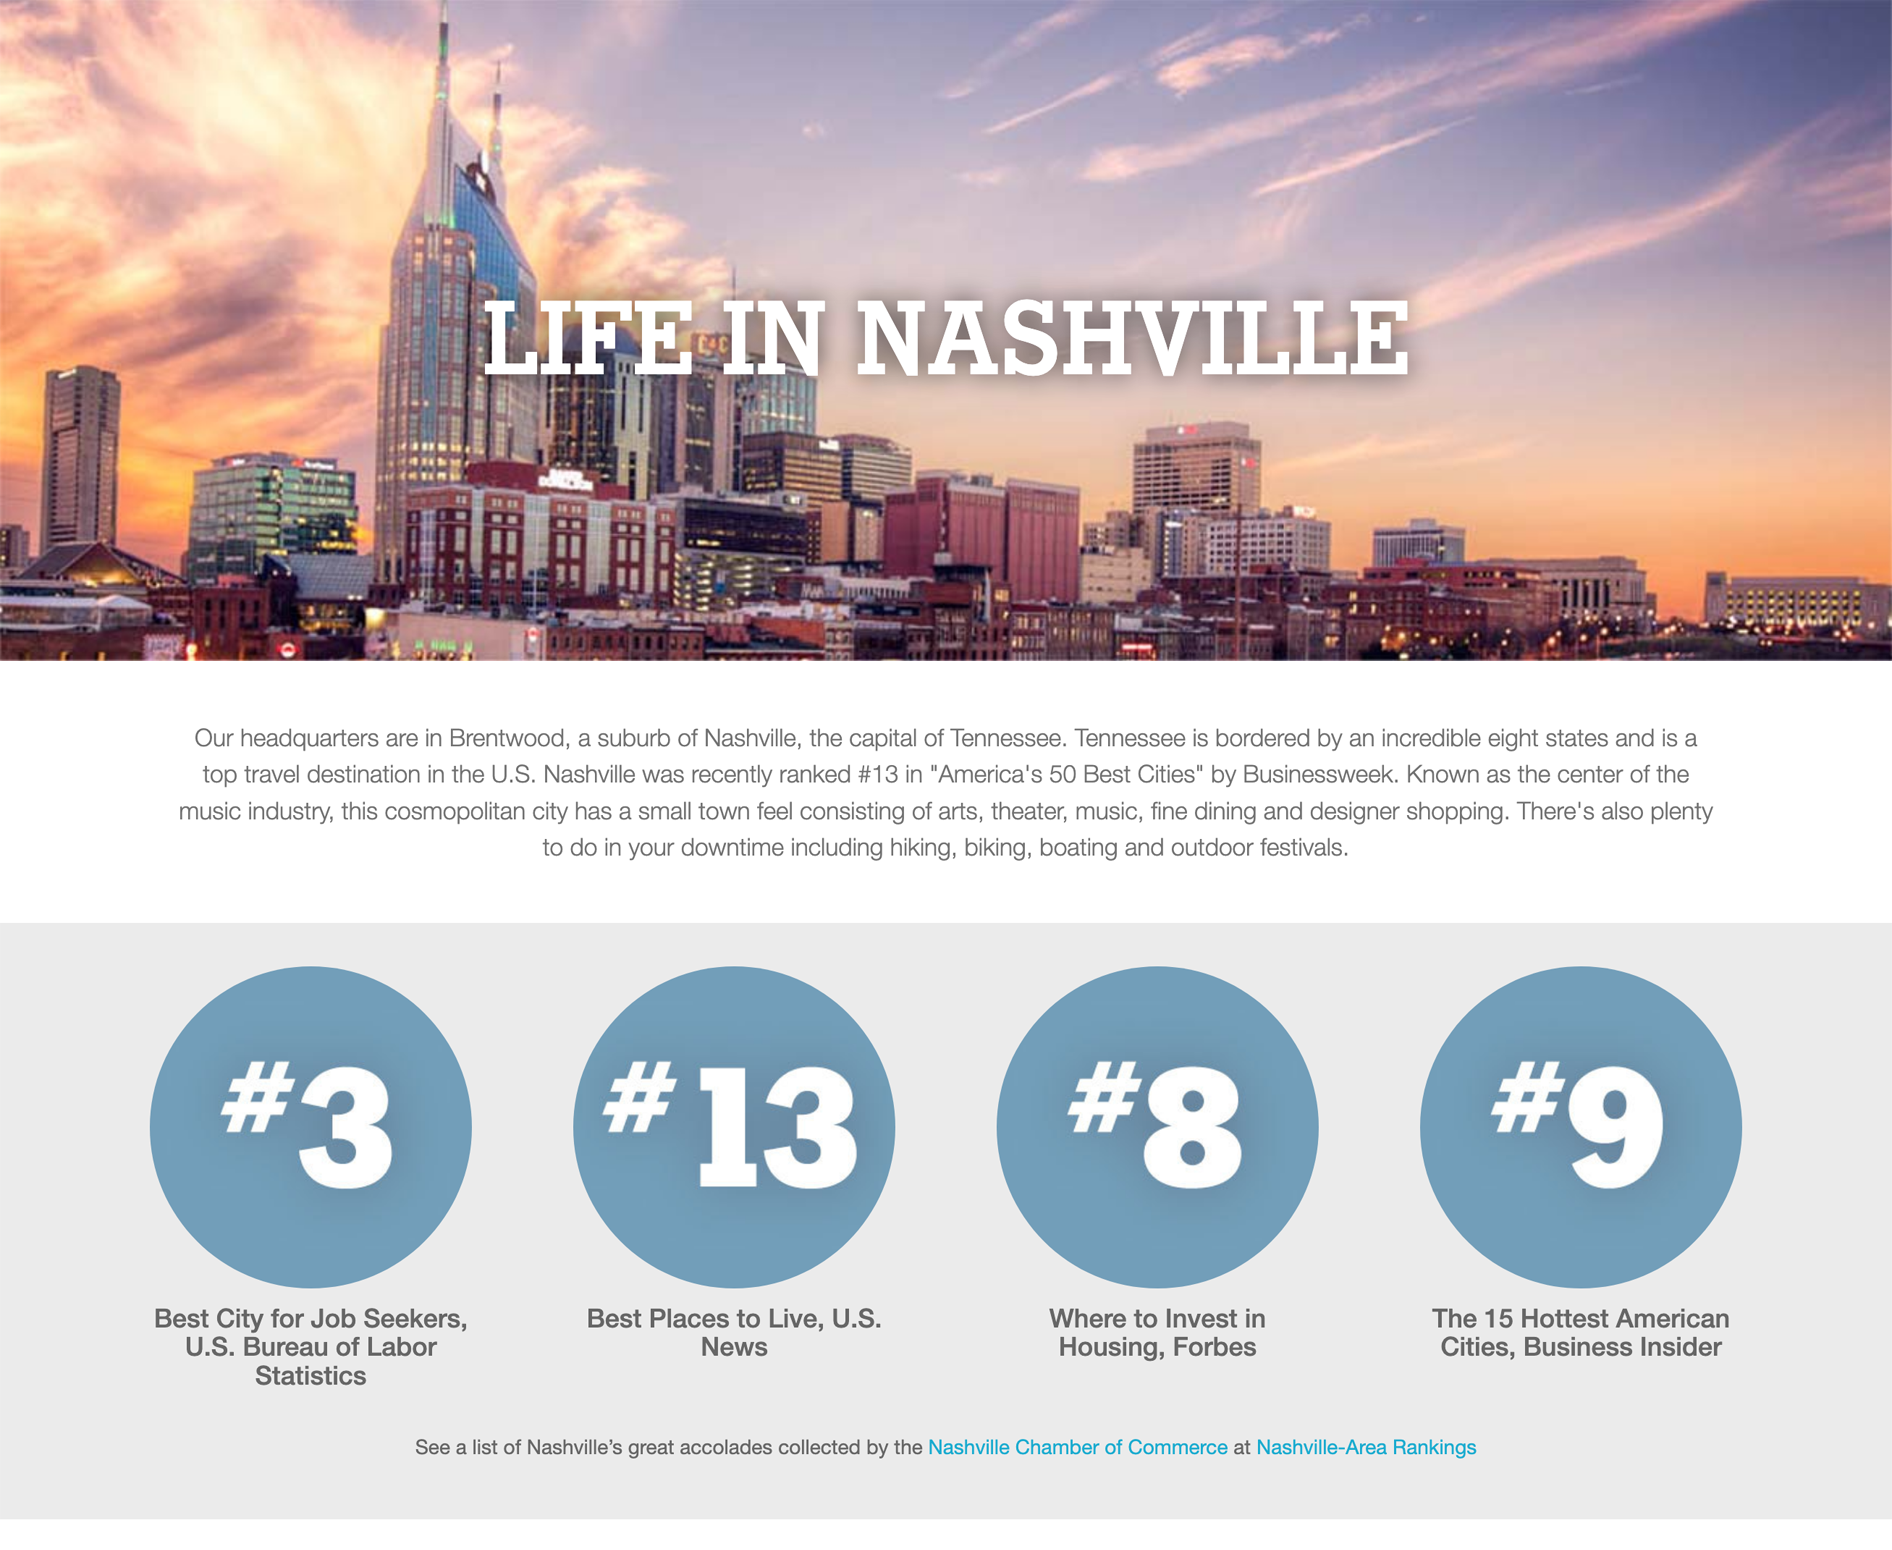 LIFE IN NASHVILLE
Our headquarters are in Brentwood, a suburb of Nashville, the capital of Tennessee. Tennessee is bordered by an incredible eight states and is a
top travel destination in the U.S. Nashville was recently ranked #13 in "America's 50 Best Cities" by Businessweek. Known as the center of the
music industry, this cosmopolitan city has a small town feel consisting of arts, theater, music, fine dining and designer shopping. There's also plenty
to do in your downtime including hiking, biking, boating and outdoor festivals.
#3
Best City for Job Seekers,
U.S. Bureau of Labor
Statistics
#13
Best Places to Live, U.S.
News
#8
Where to Invest in
Housing, Forbes
#9
The 15 Hottest American
Cities, Business Insider
See a list of Nashville’s great accolades collected by the Nashville Chamber of Commerce at Nashville-Area Rankings